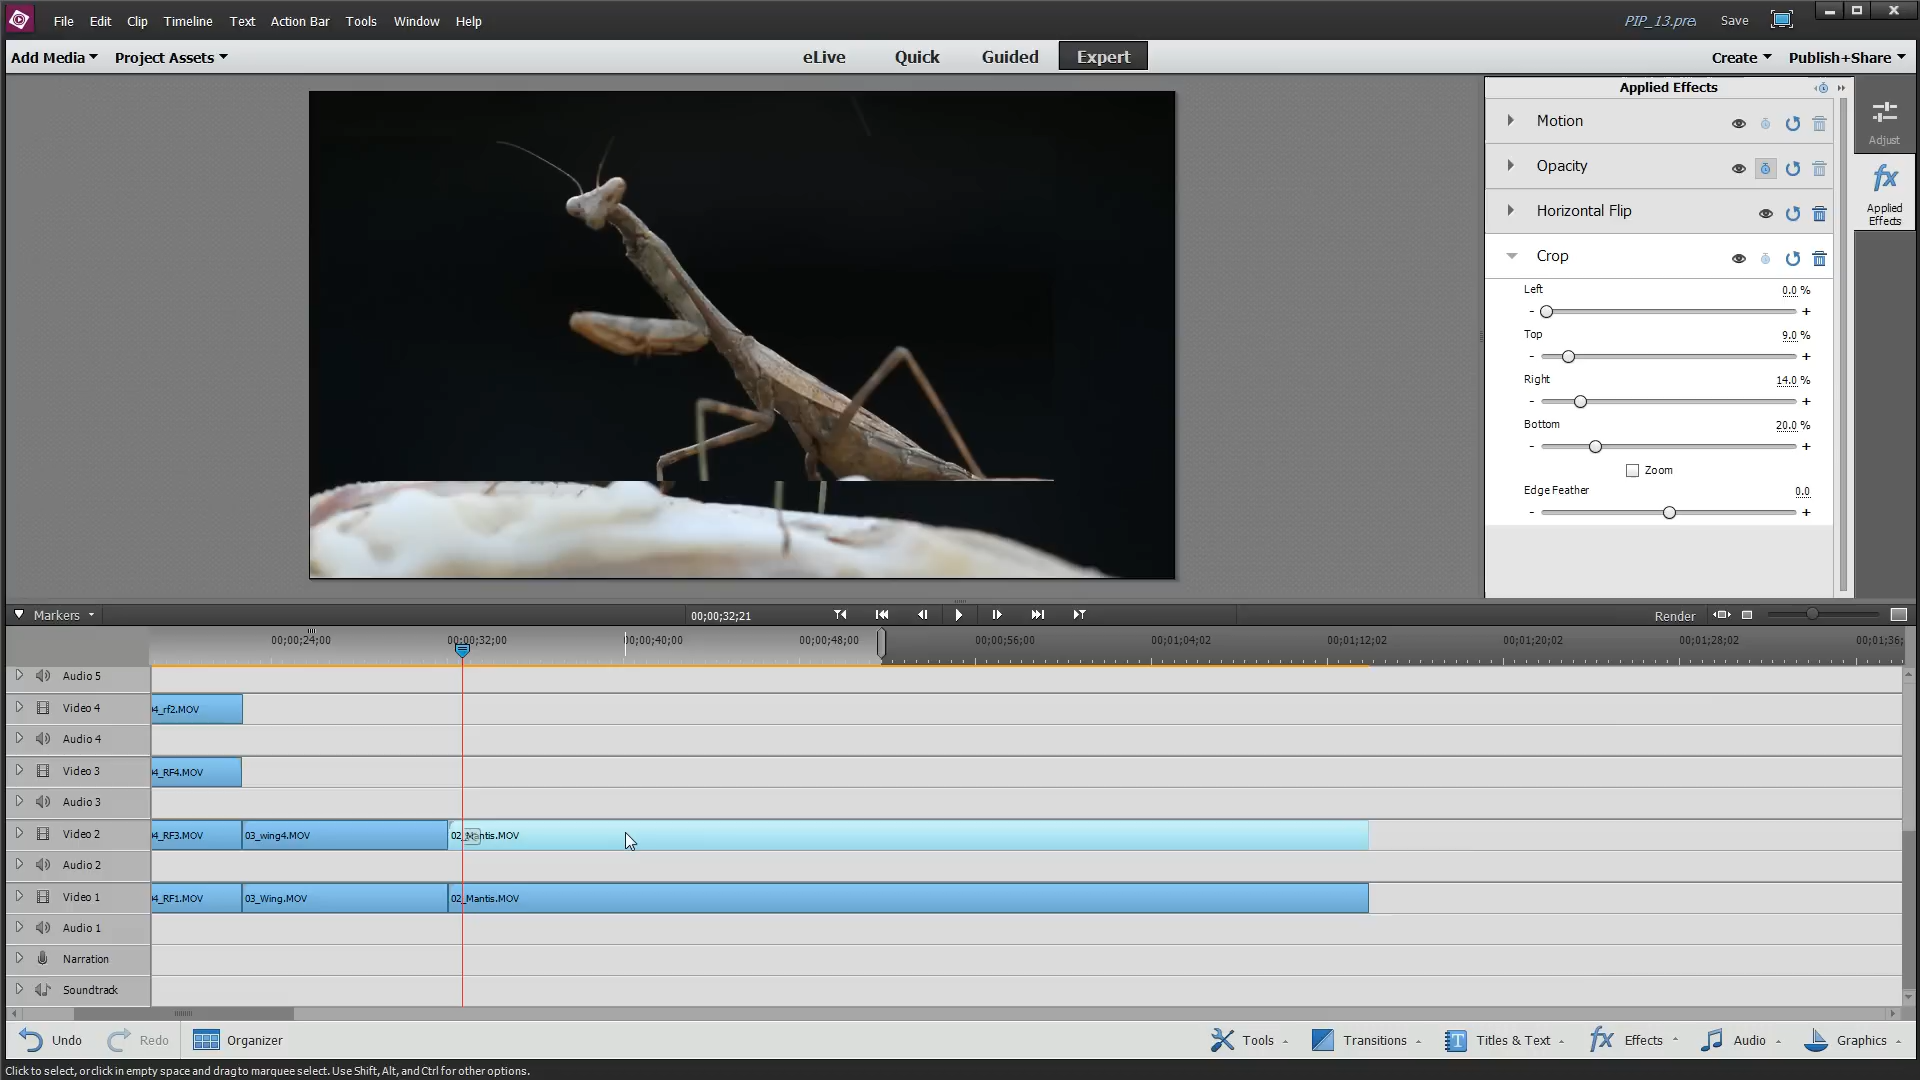 File Edit Clip Timeline Text Action Bar Tools Window Help
PIP_13.pre Save
Add Media Project Assets
eLive Quick Guided Expert
Create Publish+Share
Applied Effects
Motion
Opacity
Horizontal Flip
Crop
Left 0.0 %
- +
Top 9.0 %
- +
Right 14.0 %
- +
Bottom 20.0 %
- +
Zoom
Edge Feather 0.0
- +
Adjust
fx
Applied
Effects
Markers 00;00;32;21 Render
00;00;24;00 00;00;32;00 00;00;40;00 00;00;48;00 00;00;56;00 00;01;04;02 00;01;12;02 00;01;20;02 00;01;28;02 00;01;36;
Audio 5
Video 4 4_rf2.MOV
Audio 4
Video 3 4_RF4.MOV
Audio 3
Video 2 4_RF3.MOV 03_wing4.MOV 02_Mantis.MOV
Audio 2
Video 1 4_RF1.MOV 03_Wing.MOV 02_Mantis.MOV
Audio 1
Narration
Soundtrack
Undo Redo Organizer Tools Transitions T Titles & Text fx Effects Audio Graphics
Click to select, or click in empty space and drag to marquee select. Use Shift, Alt, and Ctrl for other options.